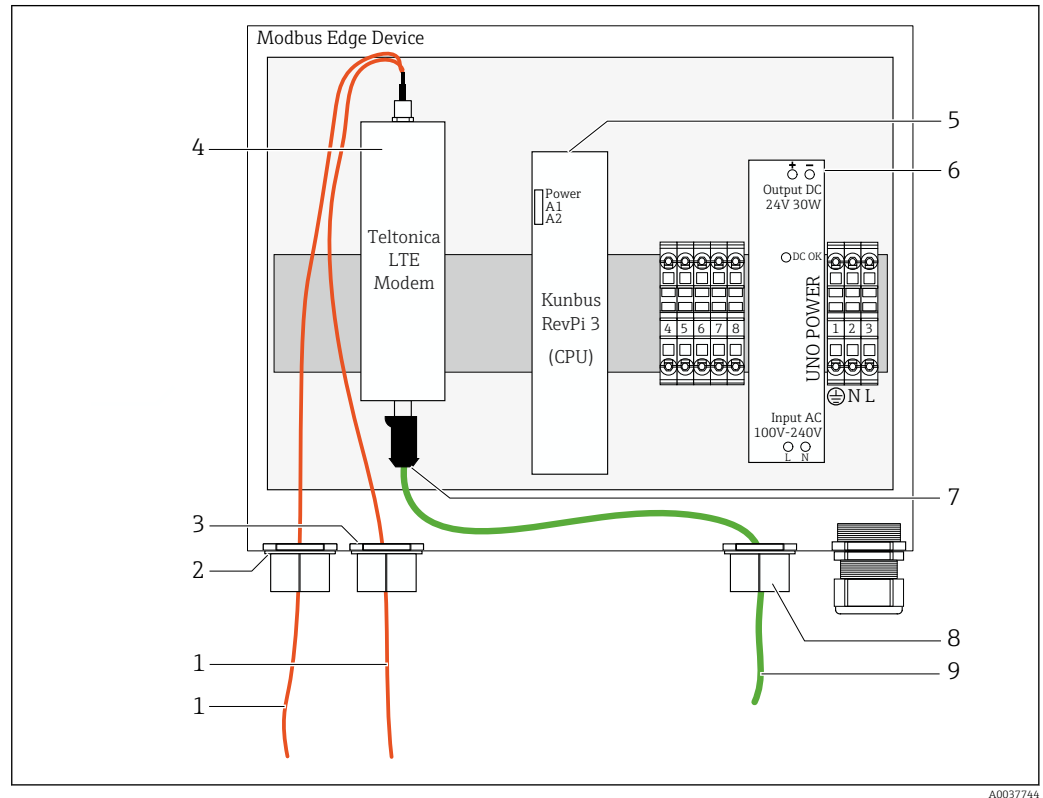 Modbus Edge Device
4
5
6
+ −
Output DC
24V 30W
Power
A1
A2
DC OK
Teltonica
LTE
Modem
Kunbus
RevPi 3
(CPU)
4 5 6 7 8
UNO POWER
1 2 3
N L
Input AC
100V-240V
L N
7
3
2
8
1
9
1
A0037744